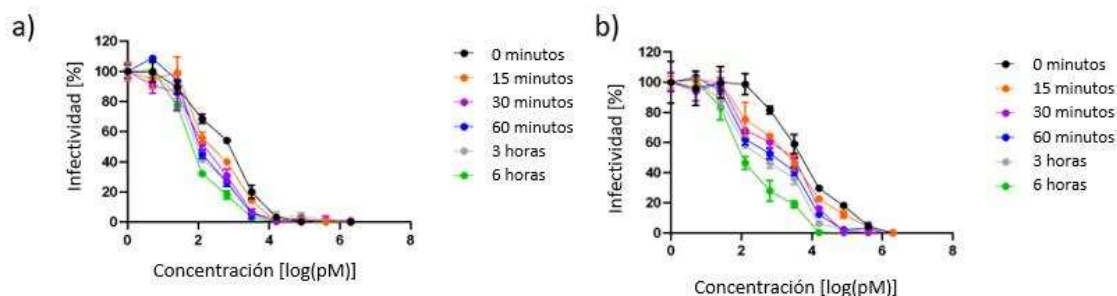 a)
Infectividad [%]
120
100
80
60
40
20
0
0 2 4 6 8
Concentración [log(pM)]
0 minutos
15 minutos
30 minutos
60 minutos
3 horas
6 horas
b)
Infectividad [%]
120
100
80
60
40
20
0
0 2 4 6 8
Concentración [log(pM)]
0 minutos
15 minutos
30 minutos
60 minutos
3 horas
6 horas